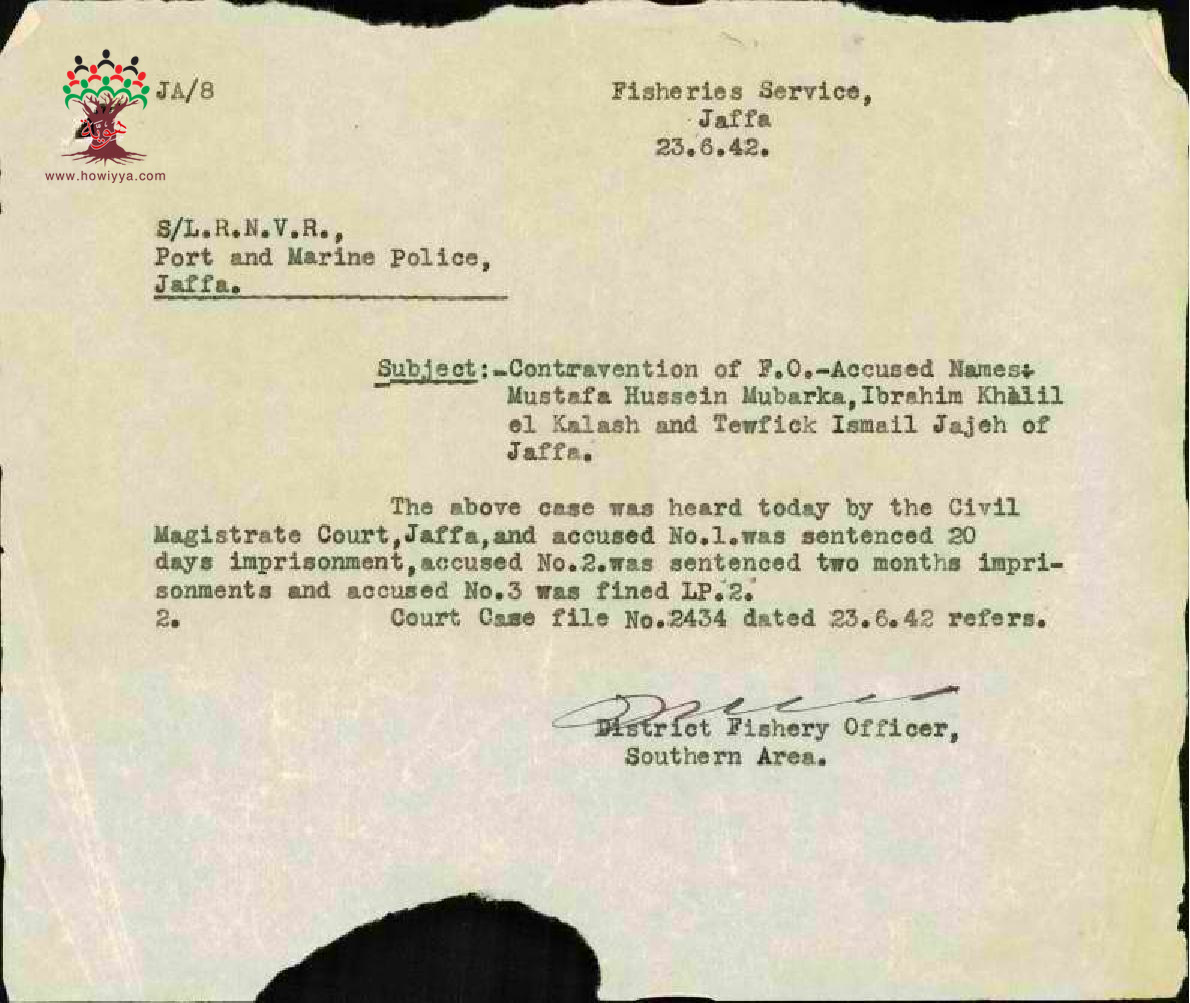 JA/8
Fisheries Service,
Jaffa
23.6.42.
هوية
www.howiyya.com
S/L.R.N.V.R.,
Port and Marine Police,
Jaffa.
Subject:-Contravention of F.O.-Accused Names:
Mustafa Hussein Mubarka,Ibrahim Khalil
el Kalash and Tewfick Ismail Jajeh of
Jaffa.
The above case was heard today by the Civil
Magistrate Court,Jaffa,and accused No.1.was sentenced 20
days imprisonment,accused No.2.was sentenced two months impri-
sonments and accused No.3 was fined LP.2.
2. Court Case file No.2434 dated 23.6.42 refers.
District Fishery Officer,
Southern Area.